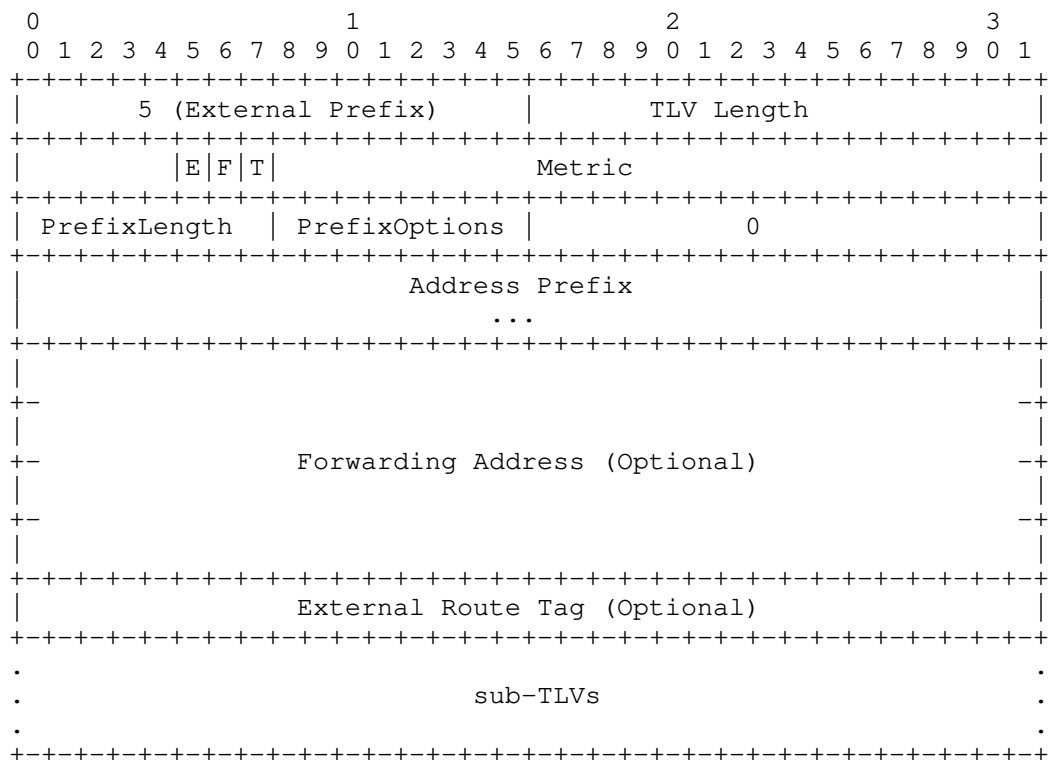 0                   1                   2                   3
 0 1 2 3 4 5 6 7 8 9 0 1 2 3 4 5 6 7 8 9 0 1 2 3 4 5 6 7 8 9 0 1
+-+-+-+-+-+-+-+-+-+-+-+-+-+-+-+-+-+-+-+-+-+-+-+-+-+-+-+-+-+-+-+-+
|       5 (External Prefix)     |       TLV Length              |
+-+-+-+-+-+-+-+-+-+-+-+-+-+-+-+-+-+-+-+-+-+-+-+-+-+-+-+-+-+-+-+-+
|         |E|F|T|                Metric                         |
+-+-+-+-+-+-+-+-+-+-+-+-+-+-+-+-+-+-+-+-+-+-+-+-+-+-+-+-+-+-+-+-+
| PrefixLength  | PrefixOptions |             0                 |
+-+-+-+-+-+-+-+-+-+-+-+-+-+-+-+-+-+-+-+-+-+-+-+-+-+-+-+-+-+-+-+-+
|                        Address Prefix                         |
|                             ...                               |
+-+-+-+-+-+-+-+-+-+-+-+-+-+-+-+-+-+-+-+-+-+-+-+-+-+-+-+-+-+-+-+-+
|                                                               |
+-                                                             -+
|                                                               |
+-                Forwarding Address (Optional)                -+
|                                                               |
+-                                                             -+
|                                                               |
+-+-+-+-+-+-+-+-+-+-+-+-+-+-+-+-+-+-+-+-+-+-+-+-+-+-+-+-+-+-+-+-+
|                 External Route Tag (Optional)                 |
+-+-+-+-+-+-+-+-+-+-+-+-+-+-+-+-+-+-+-+-+-+-+-+-+-+-+-+-+-+-+-+-+
.                                                               .
.                            sub-TLVs                           .
.                                                               .
+-+-+-+-+-+-+-+-+-+-+-+-+-+-+-+-+-+-+-+-+-+-+-+-+-+-+-+-+-+-+-+-+